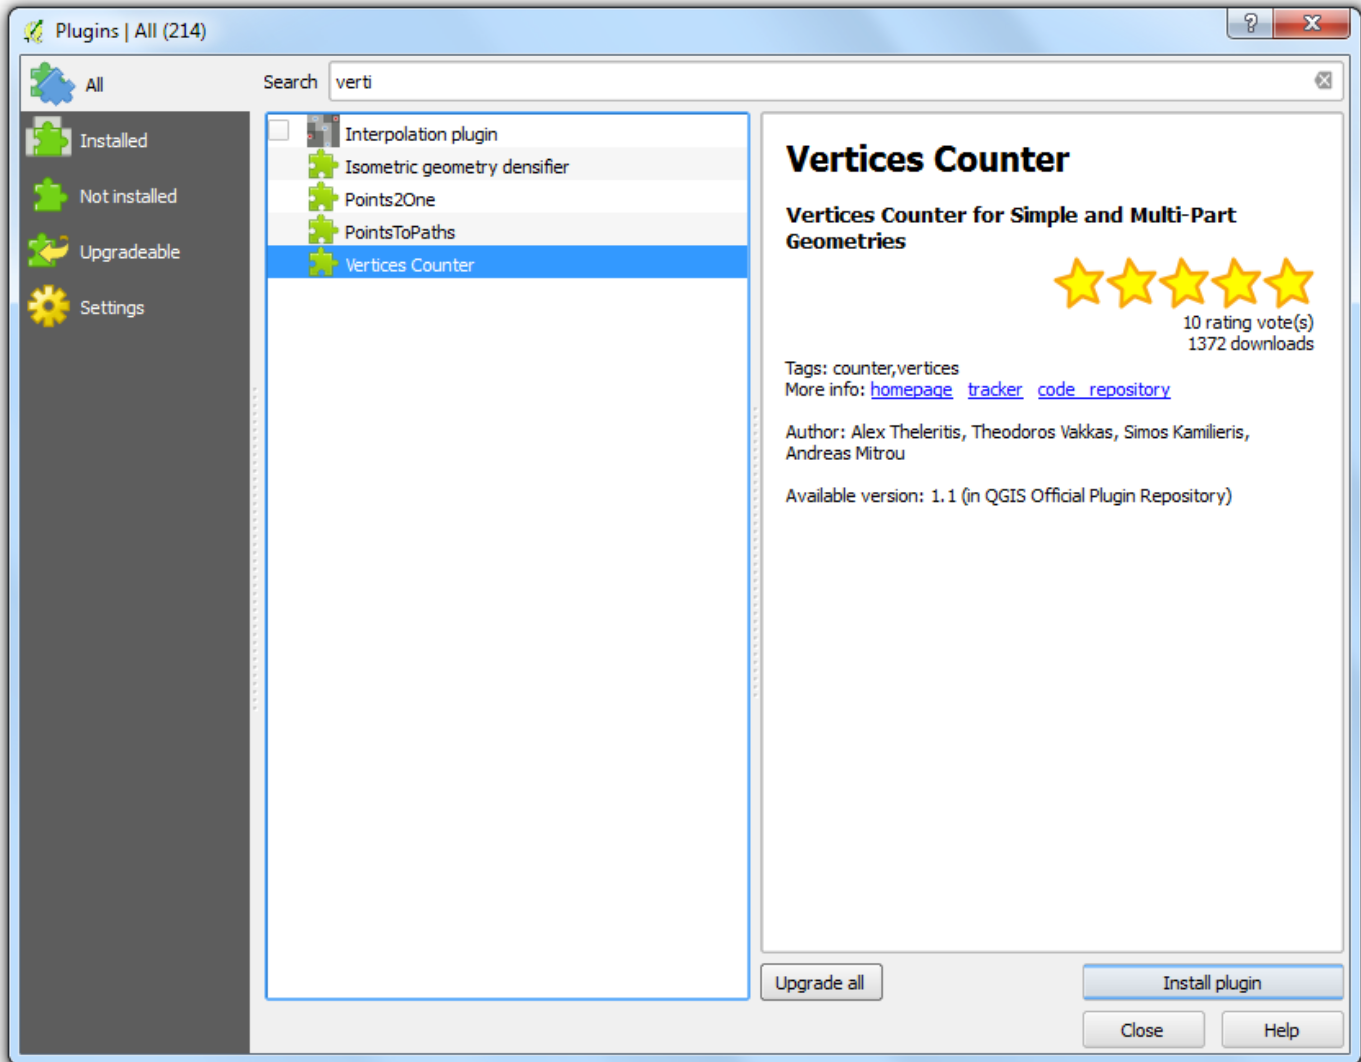 Plugins | All (214)
All
Installed
Not installed
Upgradeable
Settings
Search verti
Interpolation plugin
Isometric geometry densifier
Points2One
PointsToPaths
Vertices Counter
Vertices Counter
Vertices Counter for Simple and Multi-Part
Geometries
10 rating vote(s)
1372 downloads
Tags: counter,vertices
More info: homepage tracker code repository
Author: Alex Theleritis, Theodoros Vakkas, Simos Kamilieris,
Andreas Mitrou
Available version: 1.1 (in QGIS Official Plugin Repository)
Upgrade all
Install plugin
Close
Help